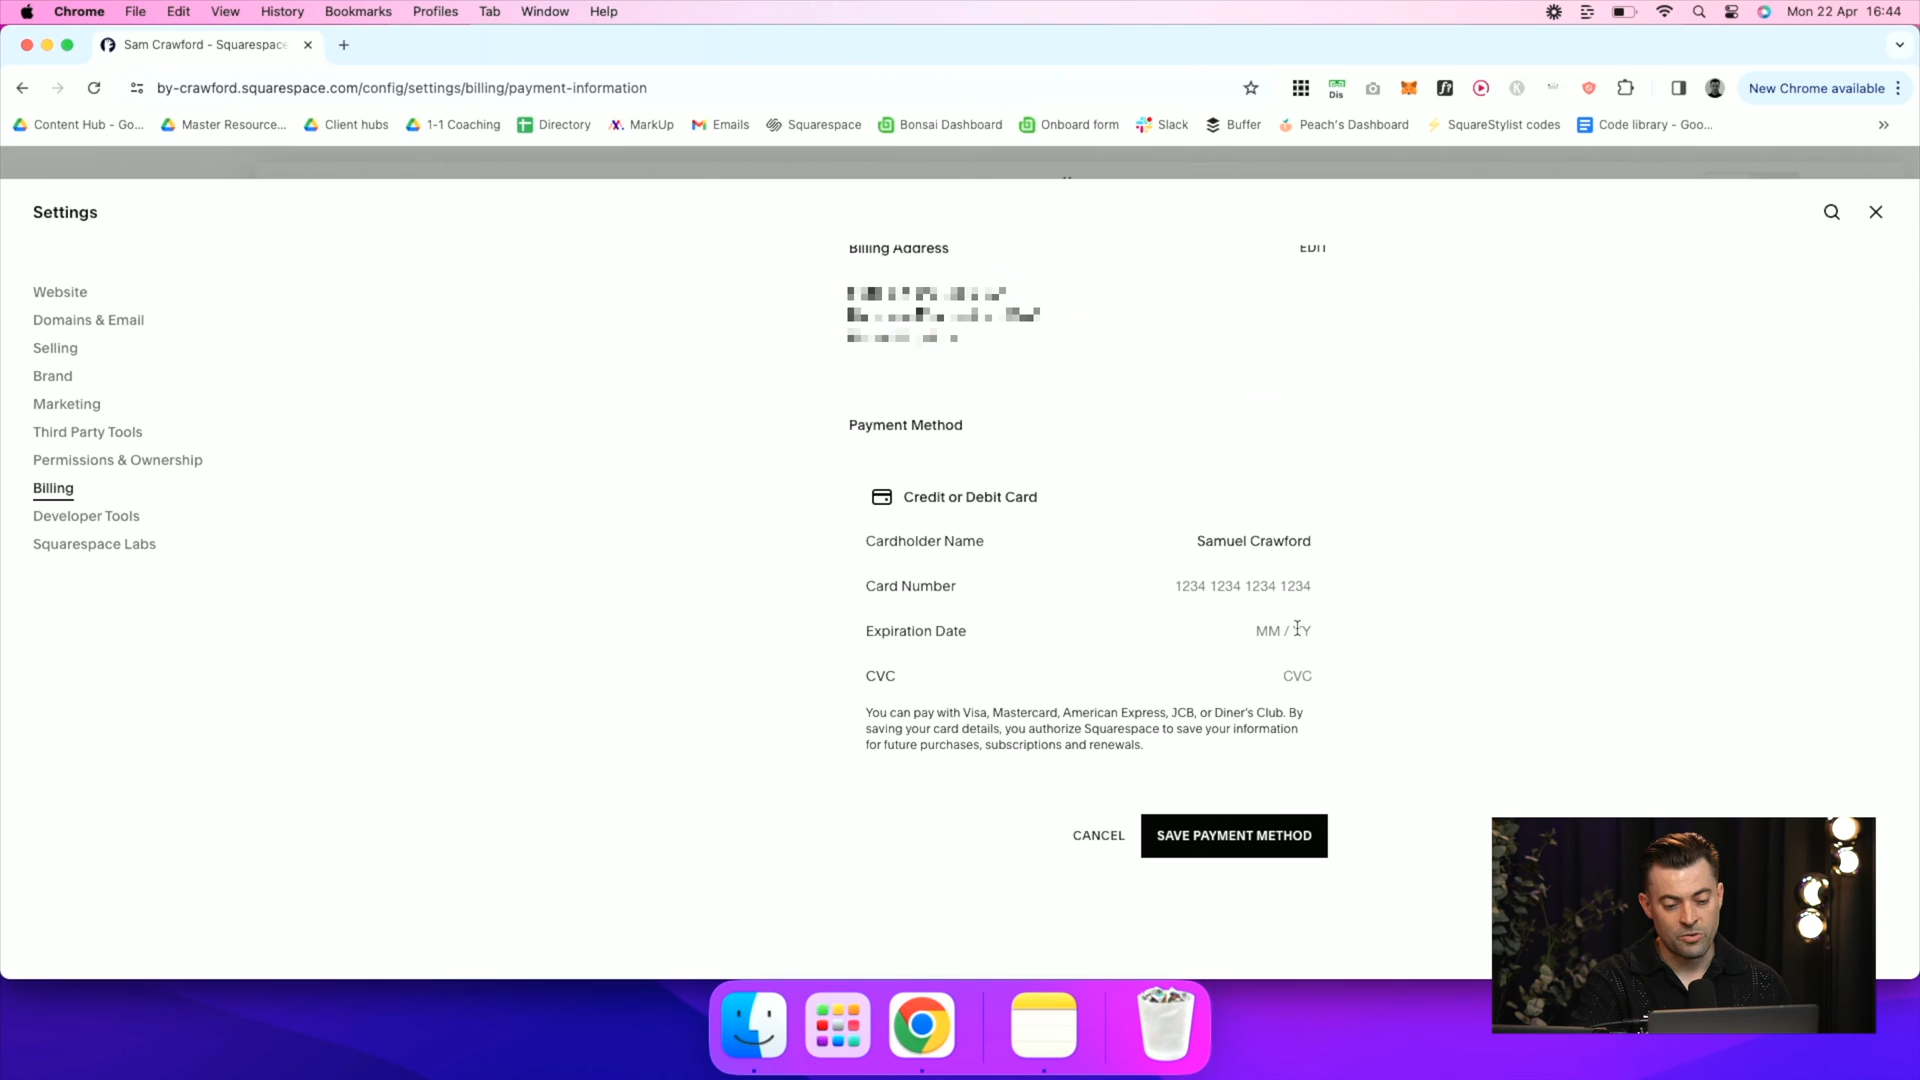 Chrome File Edit View History Bookmarks Profiles Tab Window Help Mon 22 Apr 16:44
Sam Crawford - Squarespace
by-crawford.squarespace.com/config/settings/billing/payment-information Dis f? K New Chrome available
Content Hub - Go... Master Resource... Client hubs 1-1 Coaching Directory MarkUp Emails Squarespace Bonsai Dashboard Onboard form Slack Buffer Peach's Dashboard SquareStylist codes Code library - Goo...
Settings
Website
Domains & Email
Selling
Brand
Marketing
Third Party Tools
Permissions & Ownership
Billing
Developer Tools
Squarespace Labs
Billing Address EDIT
Payment Method
Credit or Debit Card
Cardholder Name Samuel Crawford
Card Number 1234 1234 1234 1234
Expiration Date MM / YY
CVC CVC
You can pay with Visa, Mastercard, American Express, JCB, or Diner's Club. By
saving your card details, you authorize Squarespace to save your information
for future purchases, subscriptions and renewals.
CANCEL SAVE PAYMENT METHOD